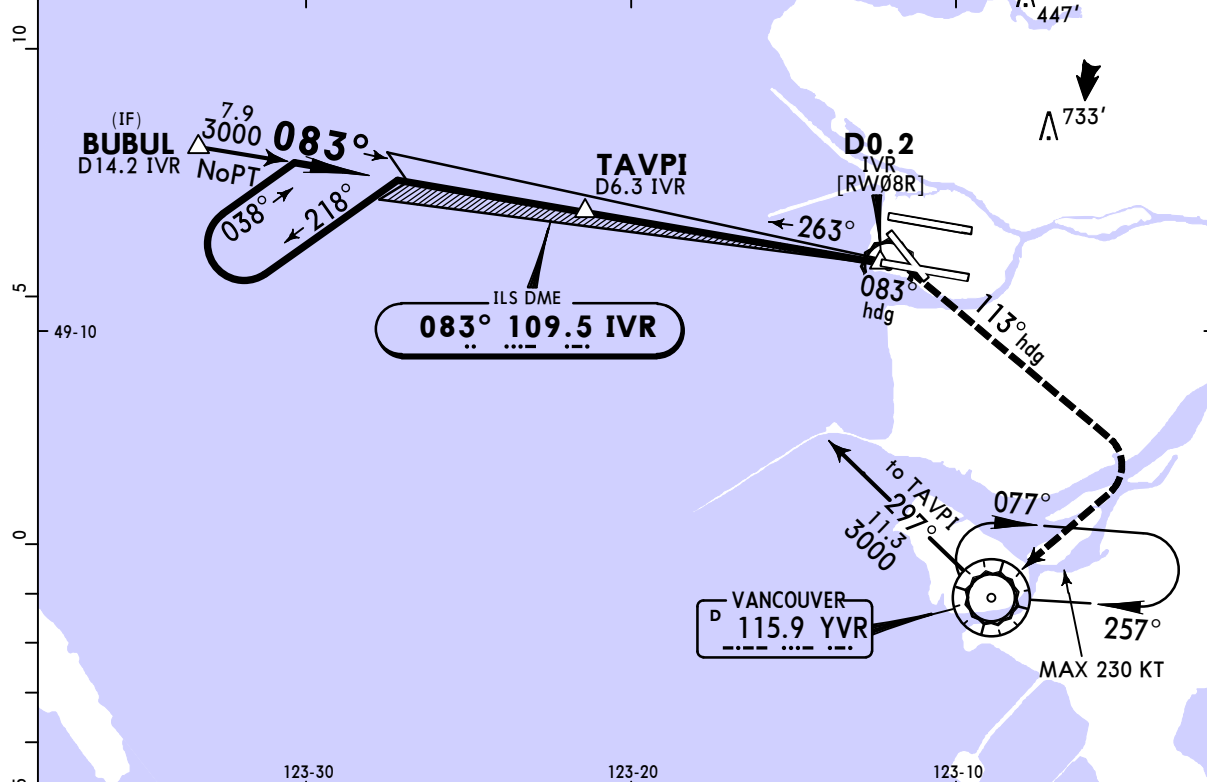 10
447'
733'
(IF)
BUBUL
D14.2 IVR
7.9
3000
NoPT
083°
038°
218°
TAVPI
D6.3 IVR
D0.2
IVR
[RWØ8R]
263°
083°
hdg
113° hdg
ILS DME
083° 109.5 IVR
5
49-10
to TAVPI
297°
11.3
3000
077°
0
VANCOUVER
D 115.9 YVR
257°
MAX 230 KT
123-30
123-20
123-10